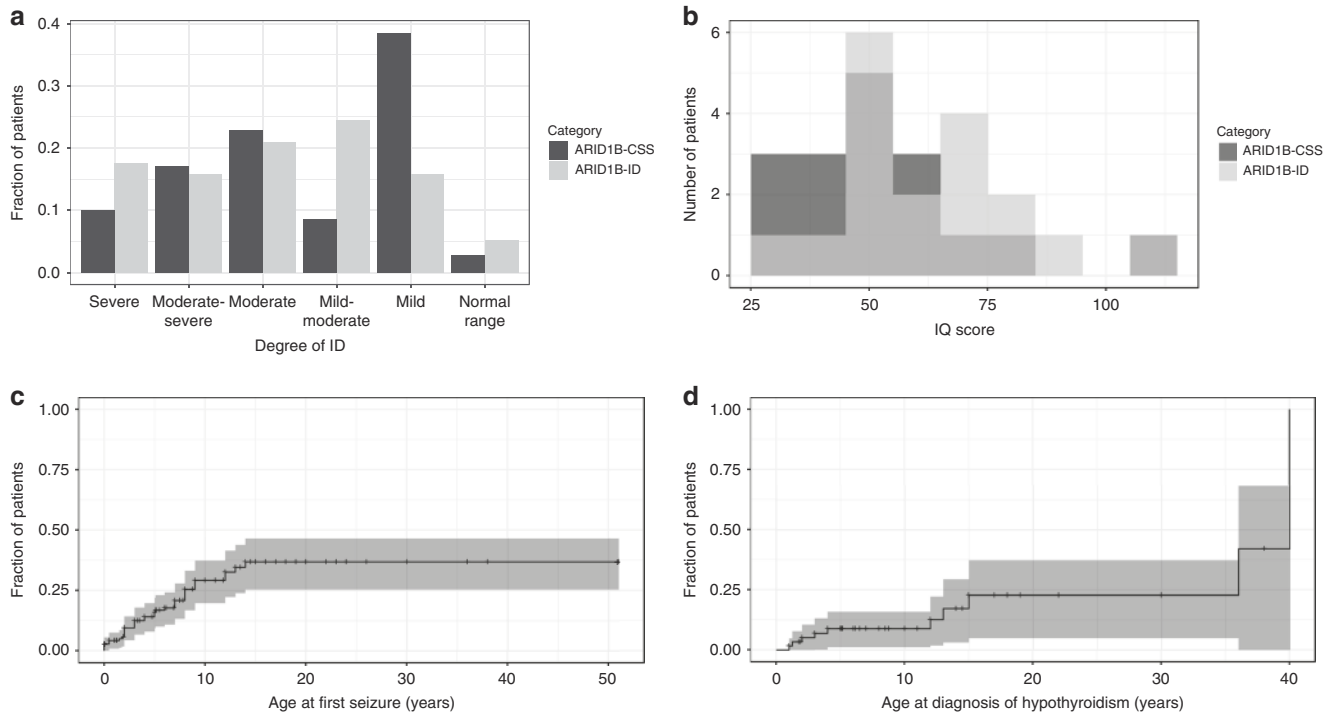 a
0.4
0.3
0.2
0.1
0.0
Fraction of patients
Severe
Moderate-
severe
Moderate
Mild-
moderate
Mild
Normal
range
Degree of ID
Category
ARID1B-CSS
ARID1B-ID
b
6
4
2
0
Number of patients
25
50
75
100
IQ score
Category
ARID1B-CSS
ARID1B-ID
c
1.00
0.75
0.50
0.25
0.00
Fraction of patients
0
10
20
30
40
50
Age at first seizure (years)
d
1.00
0.75
0.50
0.25
0.00
Fraction of patients
0
10
20
30
40
Age at diagnosis of hypothyroidism (years)